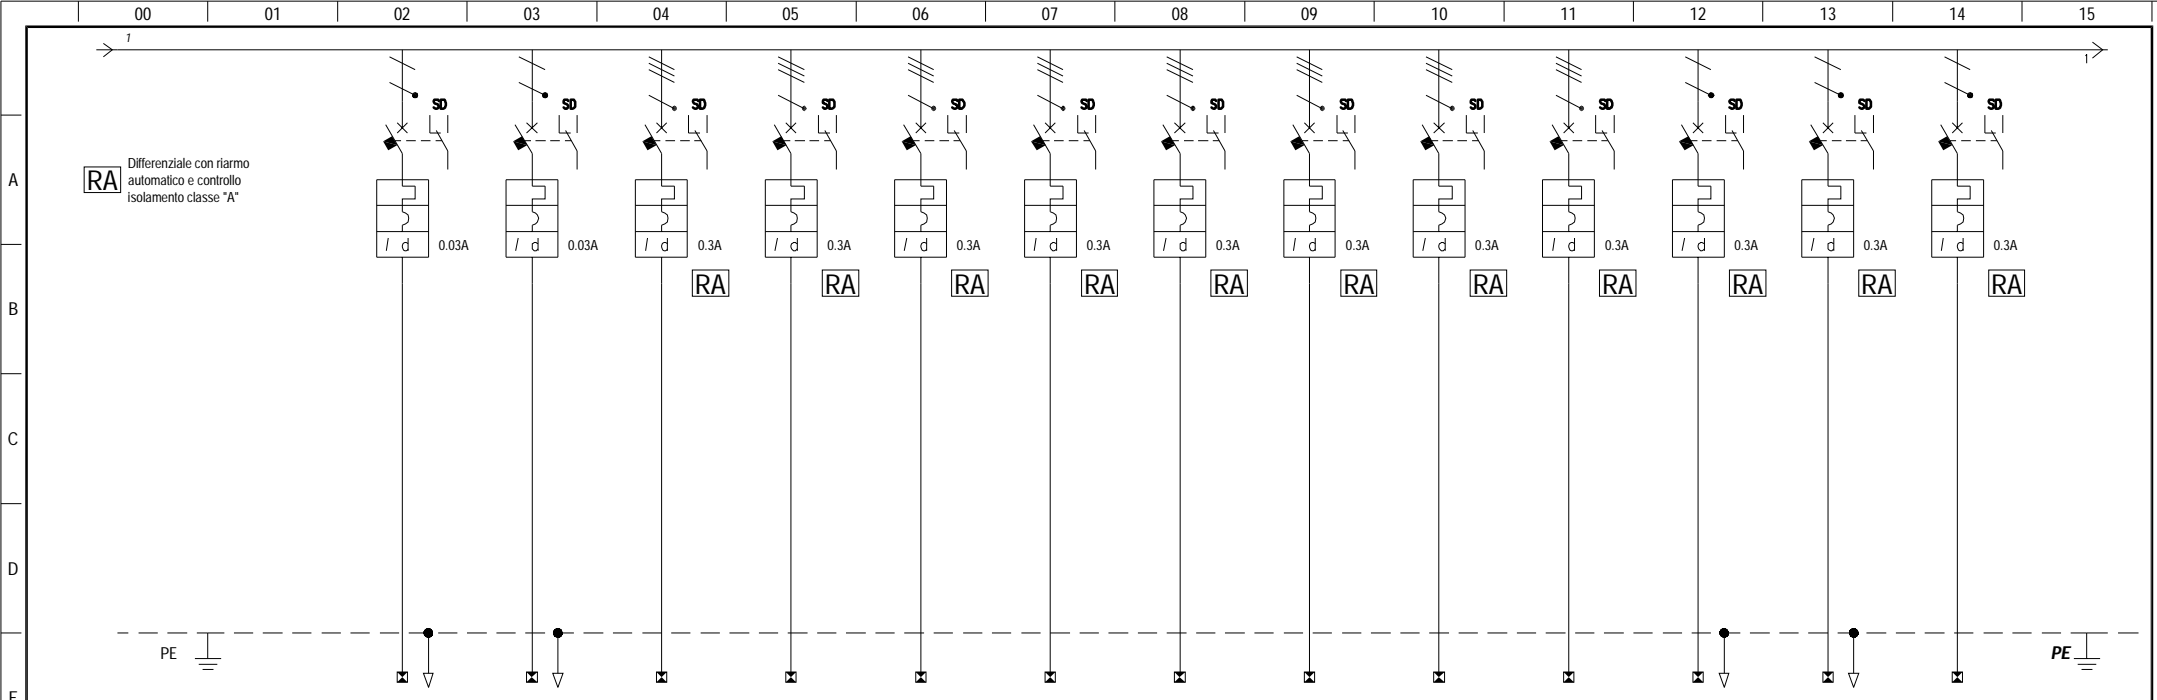 00 01 02 03 04 05 06 07 08 09 10 11 12 13 14 15
1
1
SD SD SD SD SD SD SD SD SD SD SD SD SD
A
RA
Differenziale con riarmo
automatico e controllo
isolamento classe "A"
I d 0.03A I d 0.03A I d 0.3A I d 0.3A I d 0.3A I d 0.3A I d 0.3A I d 0.3A I d 0.3A I d 0.3A I d 0.3A I d 0.3A I d 0.3A
RA RA RA RA RA RA RA RA RA RA RA
B
C
D
PE
PE